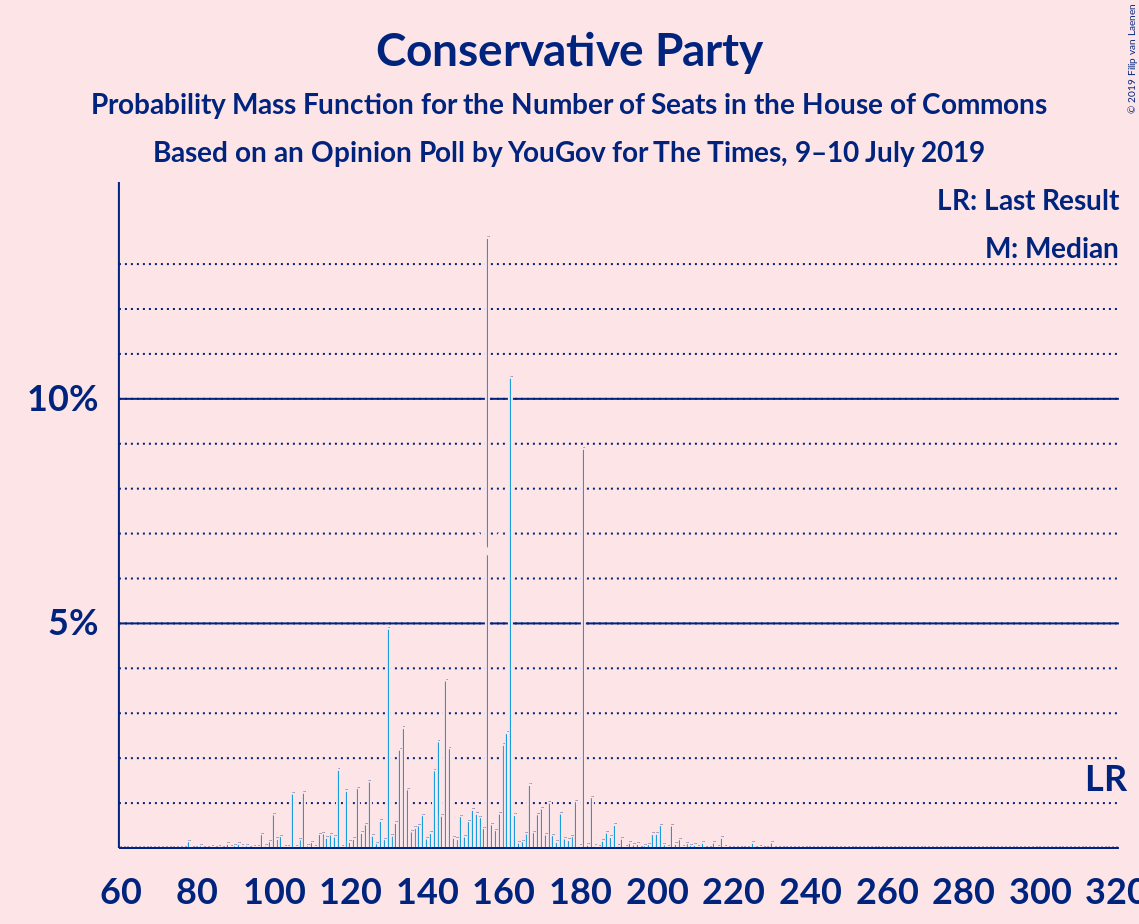 Conservative Party
Probability Mass Function for the Number of Seats in the House of Commons
Based on an Opinion Poll by YouGov for The Times, 9–10 July 2019
© 2019 Filip van Laenen
LR: Last Result
M: Median
10%
5%
LR
60 80 100 120 140 160 180 200 220 240 260 280 300 320